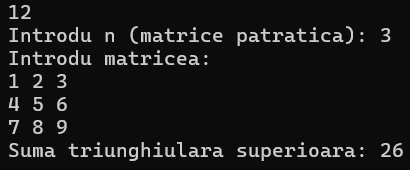 12
Introdu n (matrice patratica): 3
Introdu matricea:
1 2 3
4 5 6
7 8 9
Suma triunghiulara superioara: 26